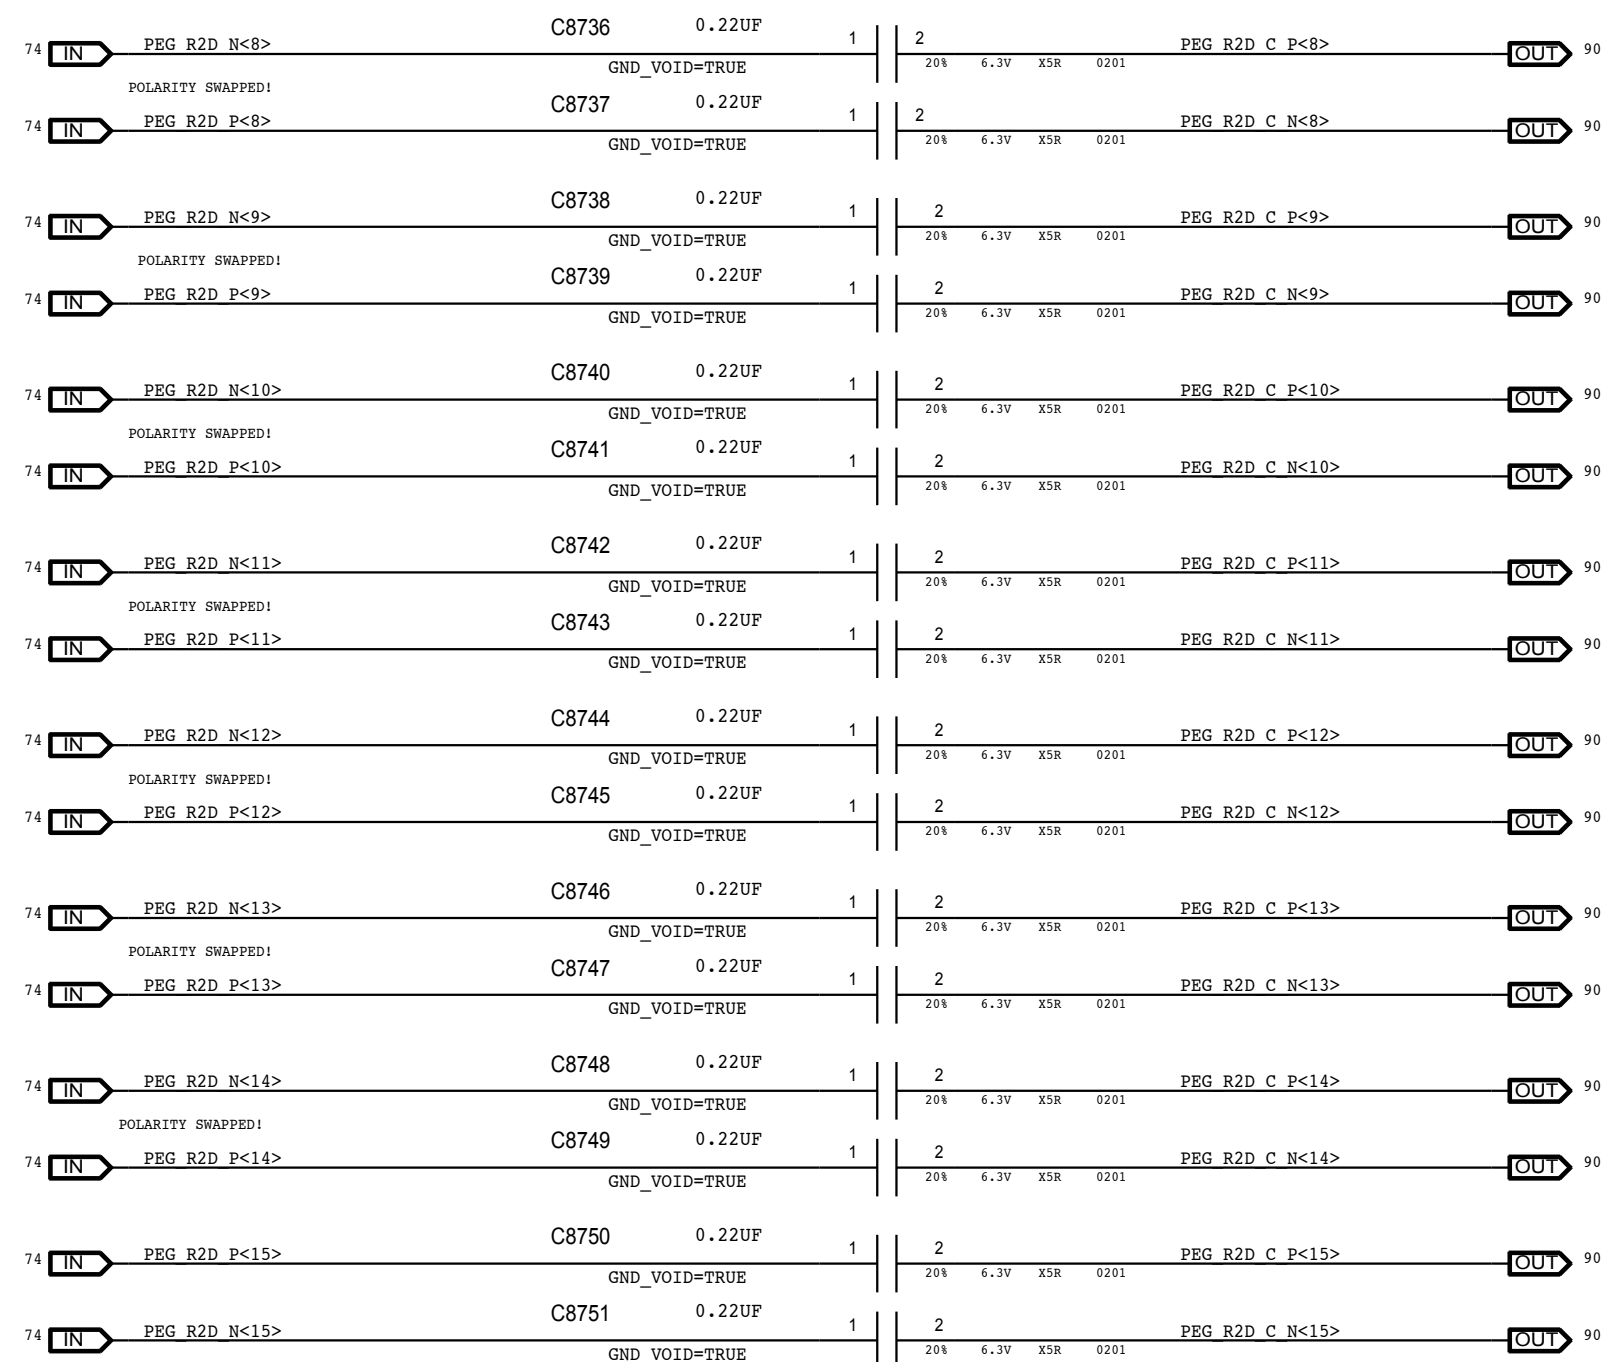 C8736 0.22UF
74 IN PEG_R2D_N<8> 1 2 PEG_R2D_C_P<8> OUT 90
GND_VOID=TRUE 20% 6.3V X5R 0201
POLARITY SWAPPED!
C8737 0.22UF
74 IN PEG_R2D_P<8> 1 2 PEG_R2D_C_N<8> OUT 90
GND_VOID=TRUE 20% 6.3V X5R 0201
C8738 0.22UF
74 IN PEG_R2D_N<9> 1 2 PEG_R2D_C_P<9> OUT 90
GND_VOID=TRUE 20% 6.3V X5R 0201
POLARITY SWAPPED!
C8739 0.22UF
74 IN PEG_R2D_P<9> 1 2 PEG_R2D_C_N<9> OUT 90
GND_VOID=TRUE 20% 6.3V X5R 0201
C8740 0.22UF
74 IN PEG_R2D_N<10> 1 2 PEG_R2D_C_P<10> OUT 90
GND_VOID=TRUE 20% 6.3V X5R 0201
POLARITY SWAPPED!
C8741 0.22UF
74 IN PEG_R2D_P<10> 1 2 PEG_R2D_C_N<10> OUT 90
GND_VOID=TRUE 20% 6.3V X5R 0201
C8742 0.22UF
74 IN PEG_R2D_N<11> 1 2 PEG_R2D_C_P<11> OUT 90
GND_VOID=TRUE 20% 6.3V X5R 0201
POLARITY SWAPPED!
C8743 0.22UF
74 IN PEG_R2D_P<11> 1 2 PEG_R2D_C_N<11> OUT 90
GND_VOID=TRUE 20% 6.3V X5R 0201
C8744 0.22UF
74 IN PEG_R2D_N<12> 1 2 PEG_R2D_C_P<12> OUT 90
GND_VOID=TRUE 20% 6.3V X5R 0201
POLARITY SWAPPED!
C8745 0.22UF
74 IN PEG_R2D_P<12> 1 2 PEG_R2D_C_N<12> OUT 90
GND_VOID=TRUE 20% 6.3V X5R 0201
C8746 0.22UF
74 IN PEG_R2D_N<13> 1 2 PEG_R2D_C_P<13> OUT 90
GND_VOID=TRUE 20% 6.3V X5R 0201
POLARITY SWAPPED!
C8747 0.22UF
74 IN PEG_R2D_P<13> 1 2 PEG_R2D_C_N<13> OUT 90
GND_VOID=TRUE 20% 6.3V X5R 0201
C8748 0.22UF
74 IN PEG_R2D_N<14> 1 2 PEG_R2D_C_P<14> OUT 90
GND_VOID=TRUE 20% 6.3V X5R 0201
POLARITY SWAPPED!
C8749 0.22UF
74 IN PEG_R2D_P<14> 1 2 PEG_R2D_C_N<14> OUT 90
GND_VOID=TRUE 20% 6.3V X5R 0201
C8750 0.22UF
74 IN PEG_R2D_P<15> 1 2 PEG_R2D_C_P<15> OUT 90
GND_VOID=TRUE 20% 6.3V X5R 0201
C8751 0.22UF
74 IN PEG_R2D_N<15> 1 2 PEG_R2D_C_N<15> OUT 90
GND_VOID=TRUE 20% 6.3V X5R 0201